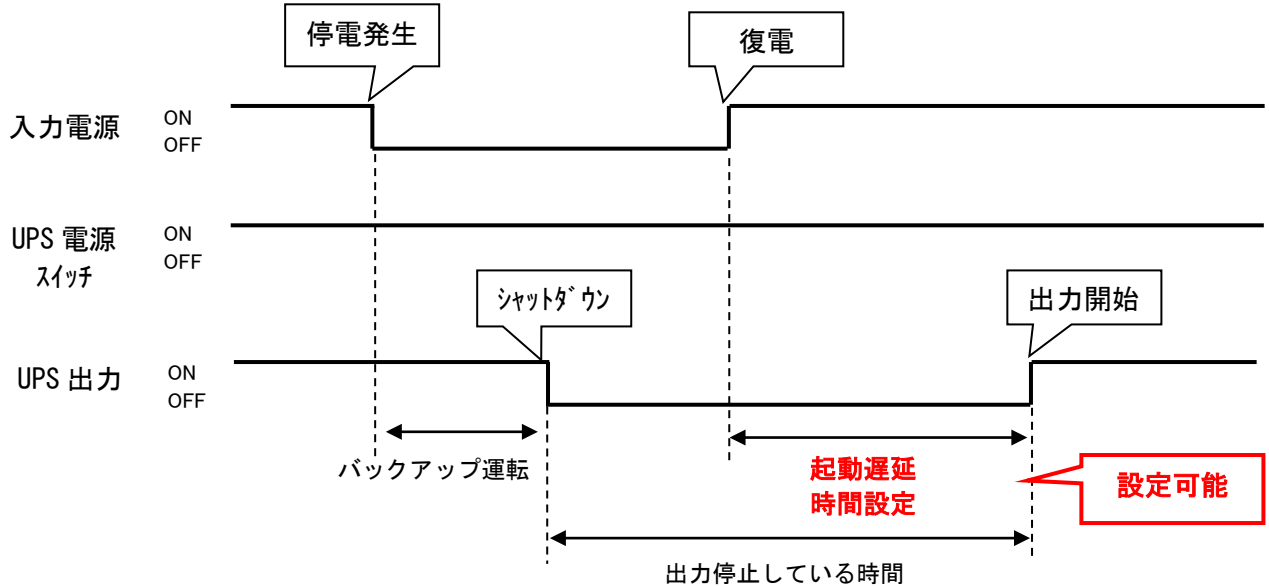 停電発生
復電
入力電源
ON
OFF
UPS 電源
ｽｲｯﾁ
ON
OFF
ｼｬｯﾄﾀﾞｳﾝ
出力開始
UPS 出力
ON
OFF
バックアップ運転
起動遅延
時間設定
設定可能
出力停止している時間